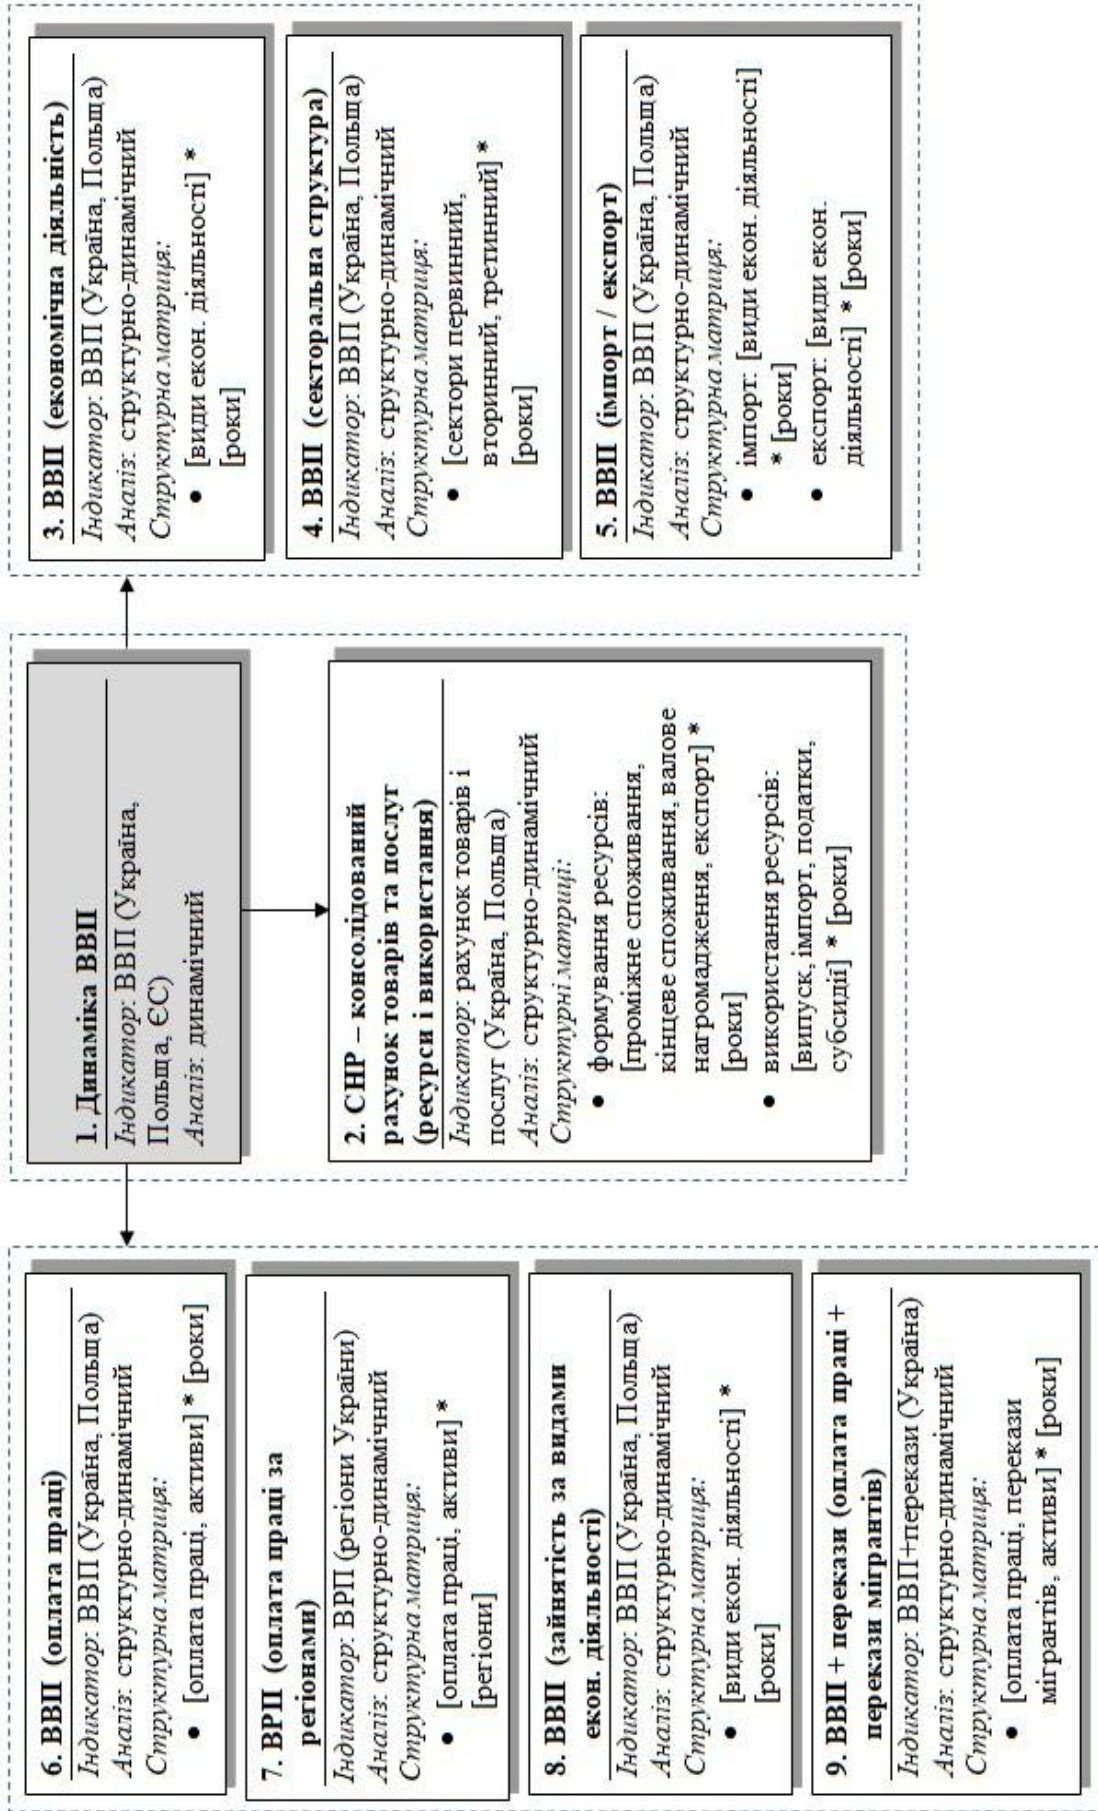 6. ВВП (оплата праці)
Індикатор: ВВП (Україна, Польща)
Аналіз: структурно-динамічний
Структурна матриця:
• [оплата праці, активи] * [роки]
7. ВРП (оплата праці за
регіонами)
Індикатор: ВРП (регіони України)
Аналіз: структурно-динамічний
Структурна матриця:
• [оплата праці, активи] *
[регіони]
8. ВВП (зайнятість за видами
екон. діяльності)
Індикатор: ВВП (Україна, Польща)
Аналіз: структурно-динамічний
Структурна матриця:
• [види екон. діяльності] *
[роки]
9. ВВП + перекази (оплата праці +
перекази мігрантів)
Індикатор: ВВП+перекази (Україна)
Аналіз: структурно-динамічний
Структурна матриця:
• [оплата праці, перекази
мігрантів, активи] * [роки]
1. Динаміка ВВП
Індикатор: ВВП (Україна,
Польща, ЄС)
Аналіз: динамічний
2. СНР – консолідований
рахунок товарів та послуг
(ресурси і використання)
Індикатор: рахунок товарів і
послуг (Україна, Польща)
Аналіз: структурно-динамічний
Структурні матриці:
• формування ресурсів:
[проміжне споживання,
кінцеве споживання, валове
нагромадження, експорт] *
[роки]
• використання ресурсів:
[випуск, імпорт, податки,
субсидії] * [роки]
3. ВВП (економічна діяльність)
Індикатор: ВВП (Україна, Польща)
Аналіз: структурно-динамічний
Структурна матриця:
• [види екон. діяльності] *
[роки]
4. ВВП (секторальна структура)
Індикатор: ВВП (Україна, Польща)
Аналіз: структурно-динамічний
Структурна матриця:
• [сектори первинний,
вторинний, третинний] *
[роки]
5. ВВП (імпорт / експорт)
Індикатор: ВВП (Україна, Польща)
Аналіз: структурно-динамічний
Структурна матриця:
• імпорт: [види екон. діяльності]
* [роки]
• експорт: [види екон.
діяльності] * [роки]